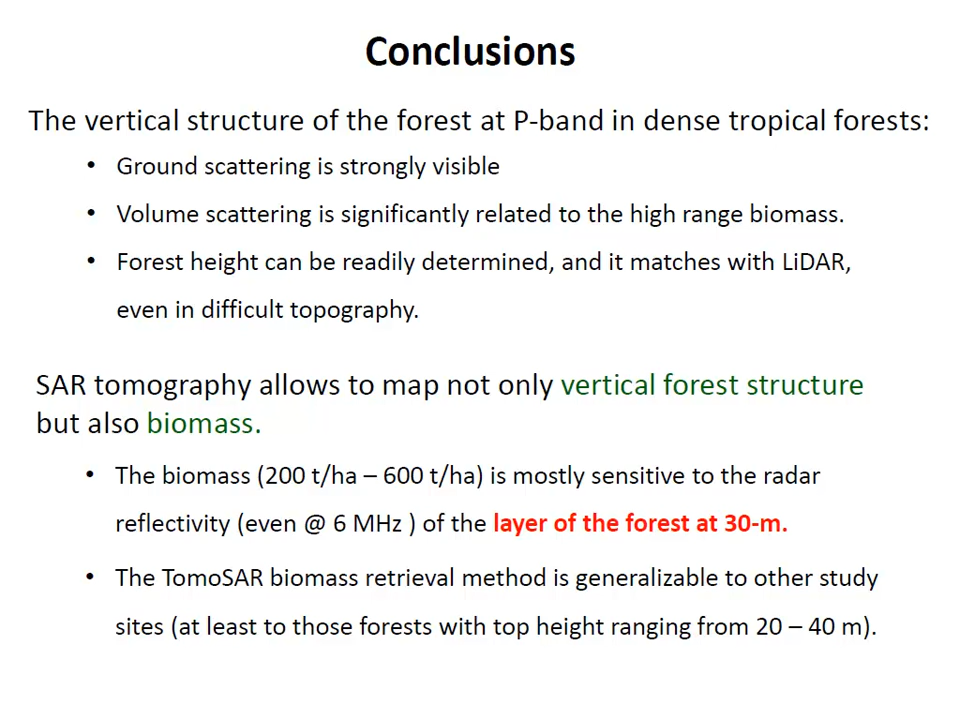 Conclusions
The vertical structure of the forest at P-band in dense tropical forests:
• Ground scattering is strongly visible
• Volume scattering is significantly related to the high range biomass.
• Forest height can be readily determined, and it matches with LiDAR,
even in difficult topography.
SAR tomography allows to map not only vertical forest structure
but also biomass.
• The biomass (200 t/ha – 600 t/ha) is mostly sensitive to the radar
reflectivity (even @ 6 MHz ) of the layer of the forest at 30-m.
• The TomoSAR biomass retrieval method is generalizable to other study
sites (at least to those forests with top height ranging from 20 – 40 m).